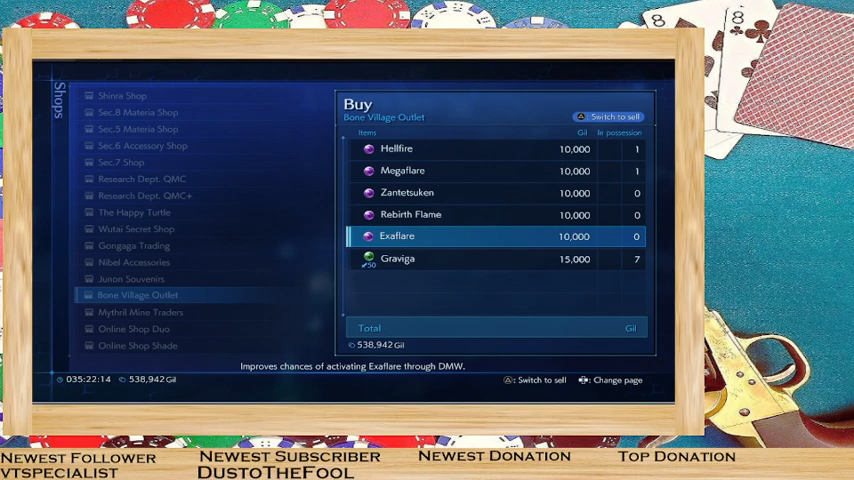 8
8
Shops
Shinra Shop
Sec.8 Materia Shop
Sec.5 Materia Shop
Sec.6 Accessory Shop
Sec.7 Shop
Research Dept. QMC
Research Dept. QMC+
The Happy Turtle
Wutai Secret Shop
Gongaga Trading
Nibel Accessories
Junon Souvenirs
Bone Village Outlet
Mythril Mine Traders
Online Shop Duo
Online Shop Shade
Buy
Bone Village Outlet
Switch to sell
Items Gil In possession
Hellfire 10,000 1
Megaflare 10,000 1
Zantetsuken 10,000 0
Rebirth Flame 10,000 0
Exaflare 10,000 0
Graviga 15,000 7
50
Total Gil
538,942 Gil
Improves chances of activating Exaflare through DMW.
035:22:14 538,942 Gil
: Switch to sell : Change page
Newest Follower Newest Subscriber Newest Donation Top Donation
vtspecialist DustoTheFool